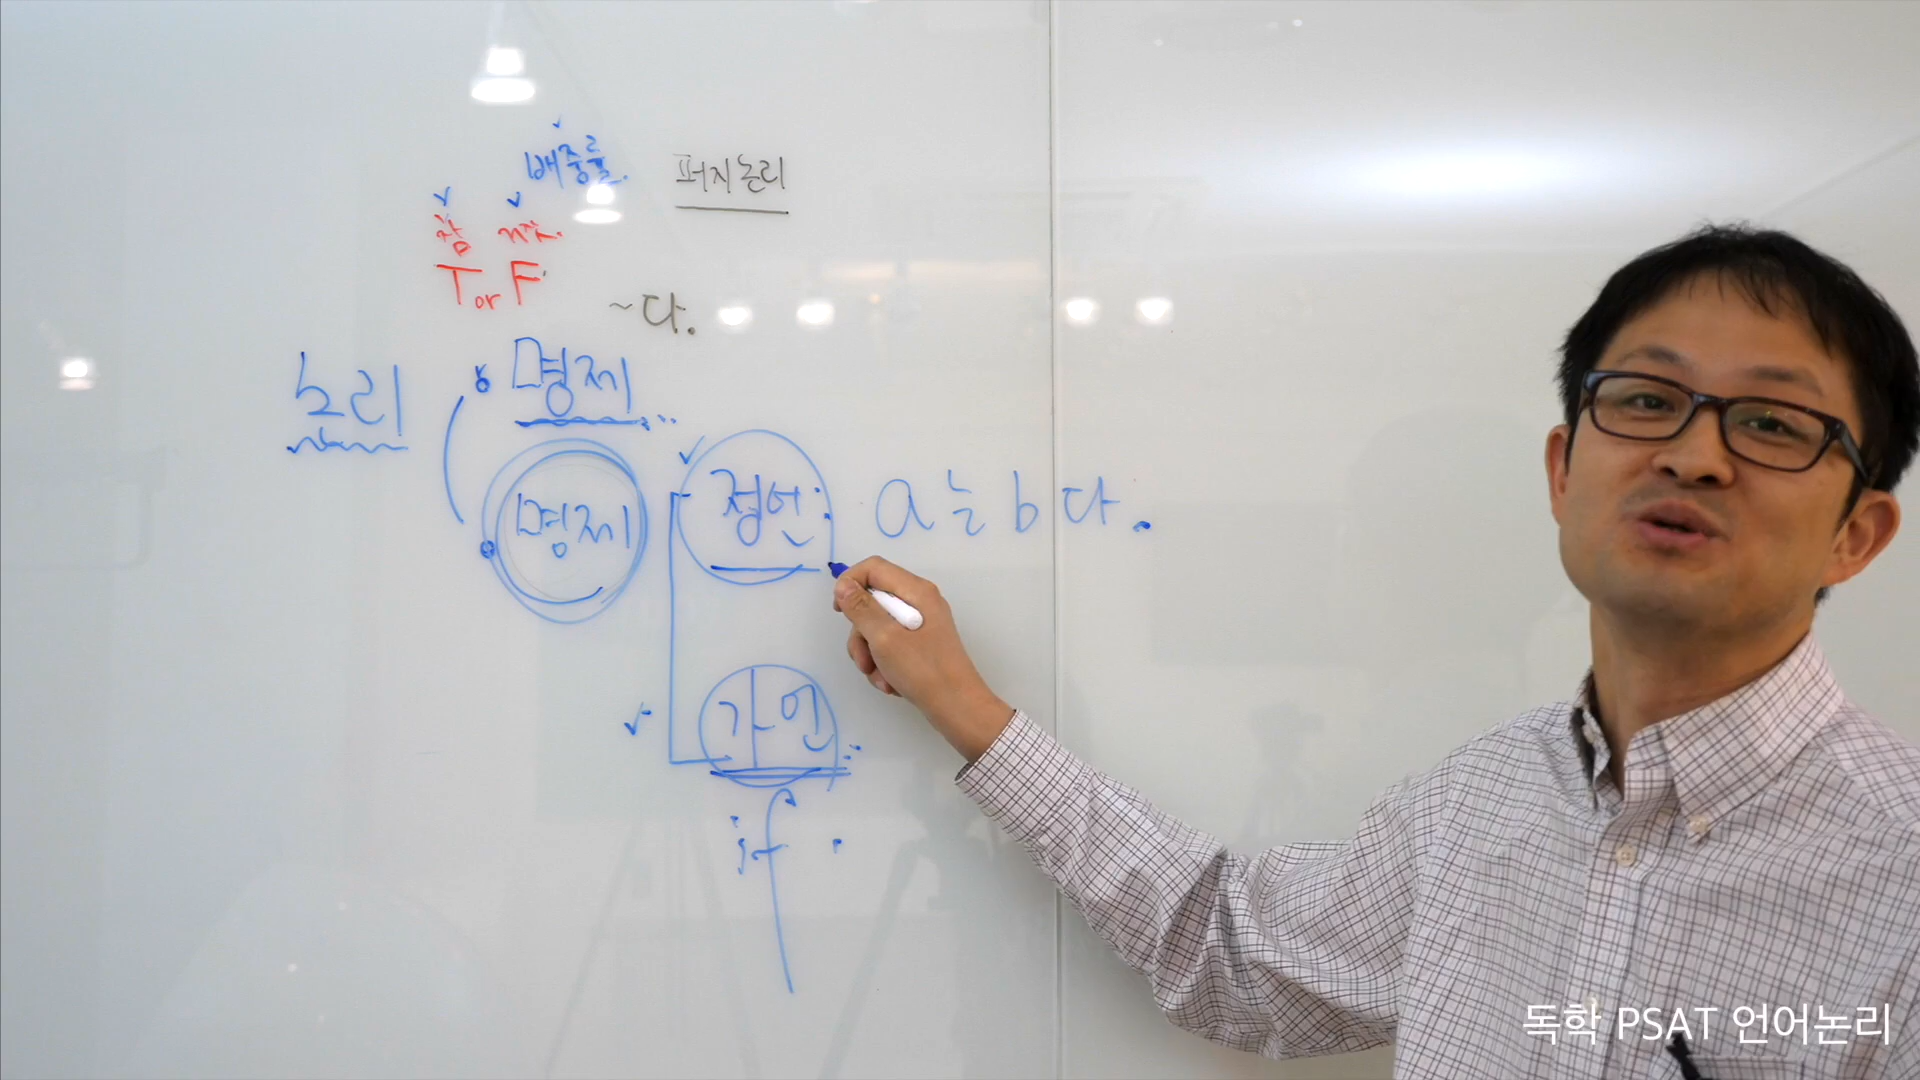 배중률.
퍼지논리
참 거짓.
T or F
~다.
논리
명제
명제
정언
a는 b다.
가언
if
독학 PSAT 언어논리